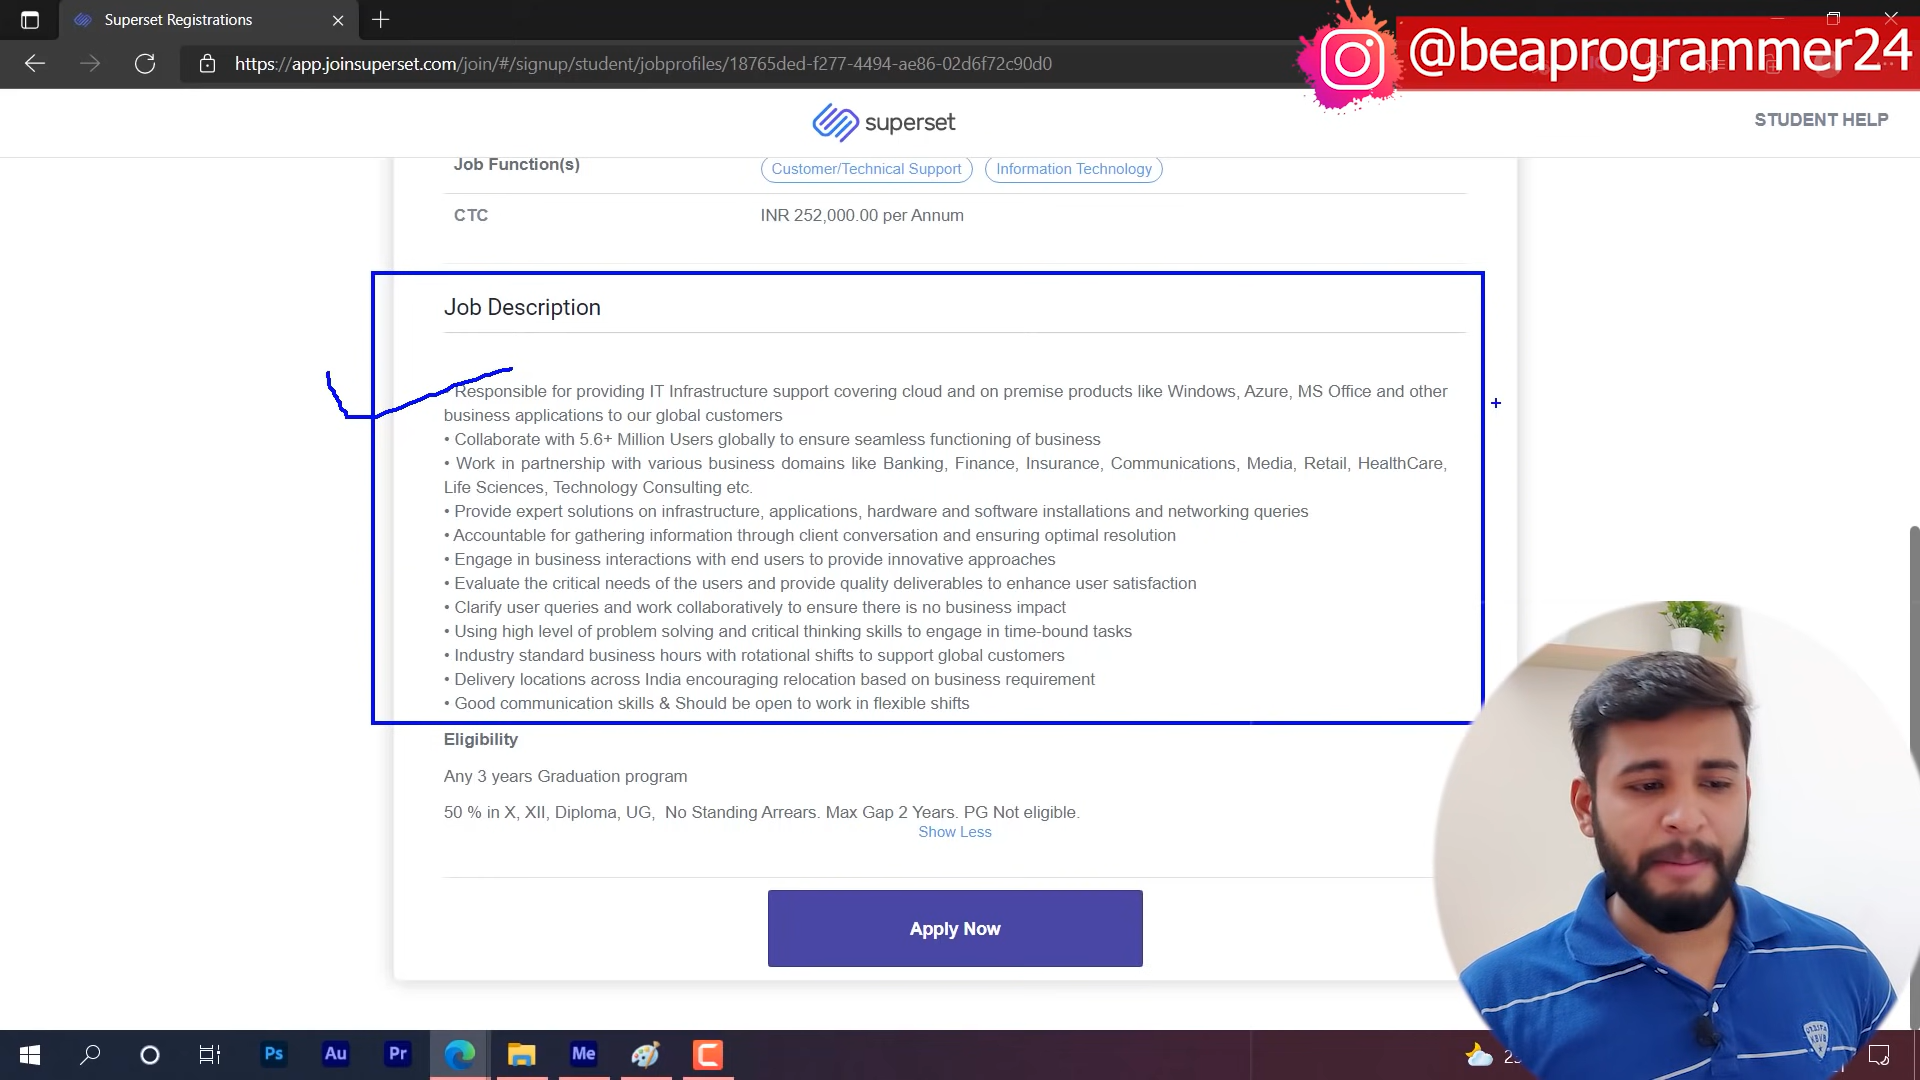 Superset Registrations
https://app.joinsuperset.com/join/#/signup/student/jobprofiles/18765ded-f277-4494-ae86-02d6f72c90d0
@beaprogrammer24
superset
STUDENT HELP
Job Function(s)
Customer/Technical Support
Information Technology
CTC
INR 252,000.00 per Annum
Job Description
Responsible for providing IT Infrastructure support covering cloud and on premise products like Windows, Azure, MS Office and other
business applications to our global customers
• Collaborate with 5.6+ Million Users globally to ensure seamless functioning of business
• Work in partnership with various business domains like Banking, Finance, Insurance, Communications, Media, Retail, HealthCare,
Life Sciences, Technology Consulting etc.
• Provide expert solutions on infrastructure, applications, hardware and software installations and networking queries
• Accountable for gathering information through client conversation and ensuring optimal resolution
• Engage in business interactions with end users to provide innovative approaches
• Evaluate the critical needs of the users and provide quality deliverables to enhance user satisfaction
• Clarify user queries and work collaboratively to ensure there is no business impact
• Using high level of problem solving and critical thinking skills to engage in time-bound tasks
• Industry standard business hours with rotational shifts to support global customers
• Delivery locations across India encouraging relocation based on business requirement
• Good communication skills & Should be open to work in flexible shifts
Eligibility
Any 3 years Graduation program
50 % in X, XII, Diploma, UG, No Standing Arrears. Max Gap 2 Years. PG Not eligible.
Show Less
Apply Now
Ps
Au
Pr
Me